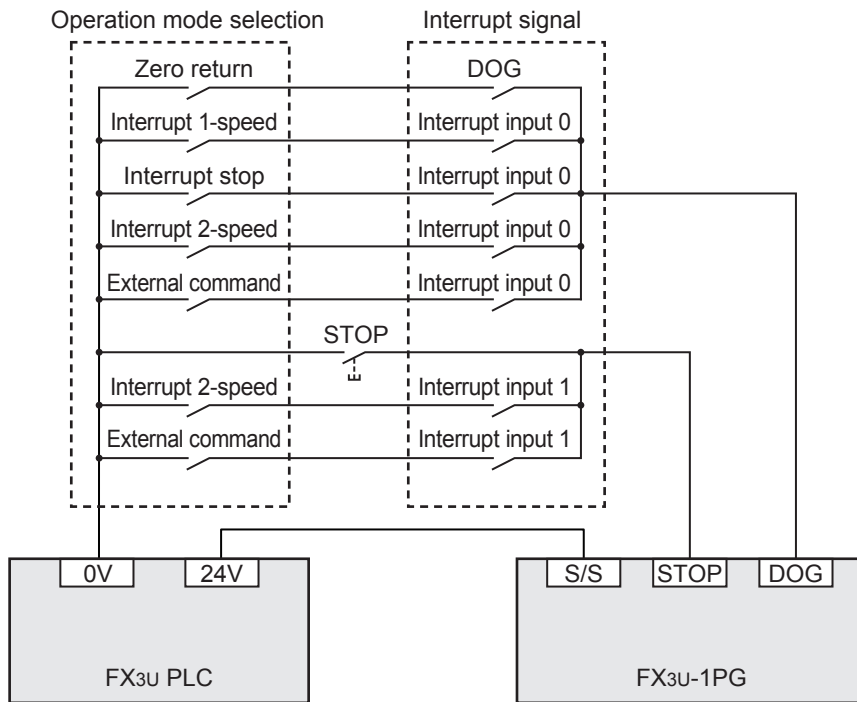 Operation mode selection
Interrupt signal
Zero return
DOG
Interrupt 1-speed
Interrupt input 0
Interrupt stop
Interrupt input 0
Interrupt 2-speed
Interrupt input 0
External command
Interrupt input 0
STOP
Interrupt 2-speed
Interrupt input 1
External command
Interrupt input 1
0V
24V
S/S
STOP
DOG
FX3U PLC
FX3U-1PG